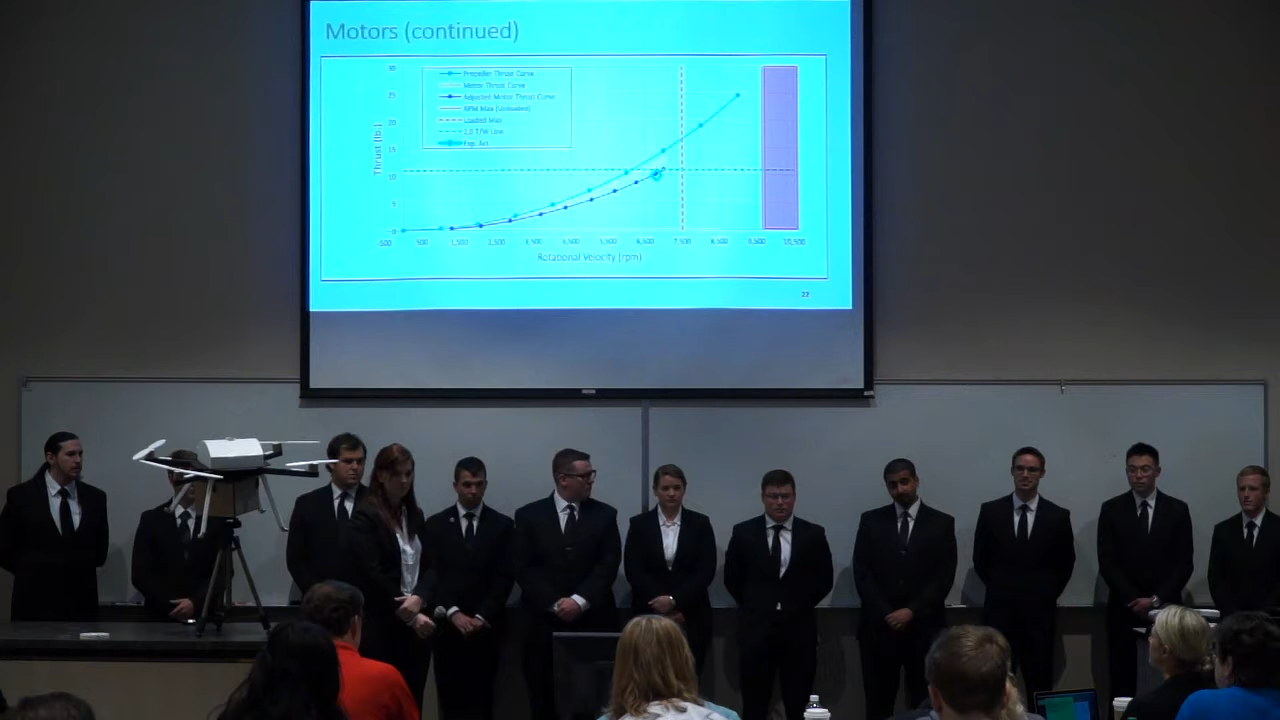 Motors (continued)
30
25
20
15
10
5
0
Thrust (lb.)
Propeller Thrust Curve
Motor Thrust Curve
Adjusted Motor Thrust Curve
RPM Max (Unloaded)
Loaded Max
2.0 T/W Line
Exp. Act.
-500 500 1,500 2,500 3,500 4,500 5,500 6,500 7,500 8,500 9,500 10,500
Rotational Velocity (rpm)
22